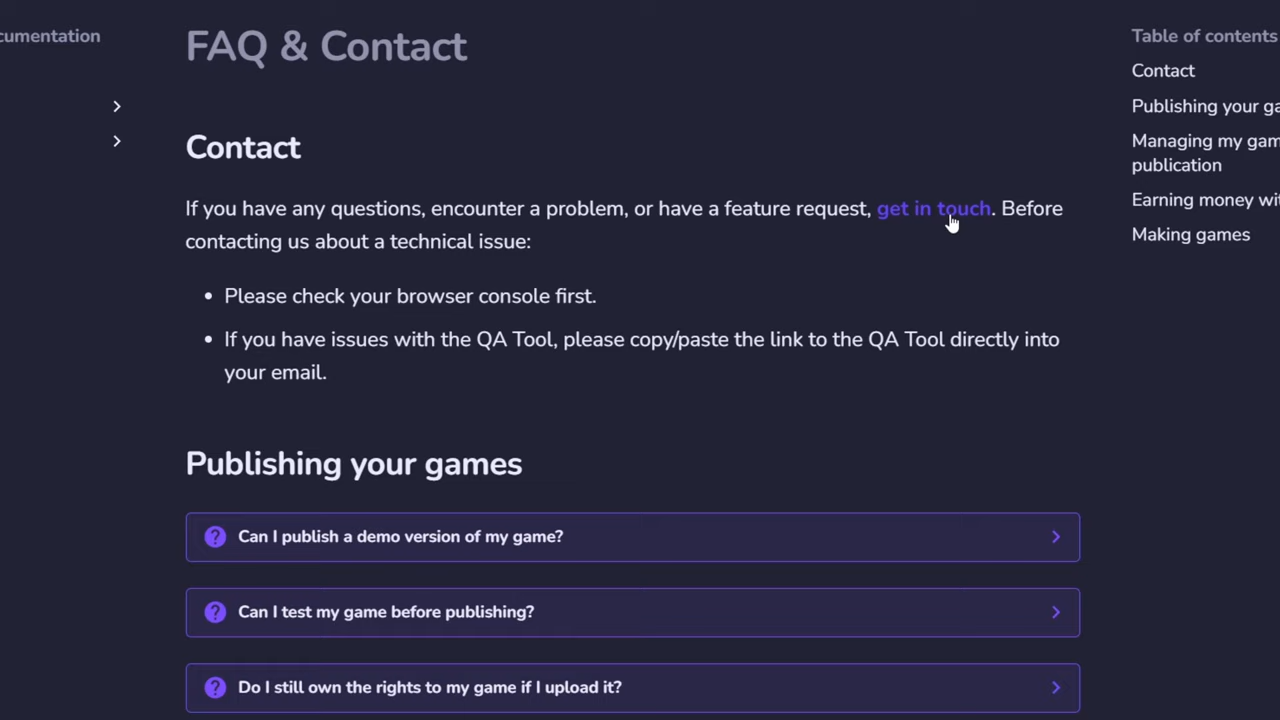 cumentation
FAQ & Contact
Contact
If you have any questions, encounter a problem, or have a feature request, get in touch. Before
contacting us about a technical issue:
Please check your browser console first.
If you have issues with the QA Tool, please copy/paste the link to the QA Tool directly into
your email.
Publishing your games
Can I publish a demo version of my game?
Can I test my game before publishing?
Do I still own the rights to my game if I upload it?
Table of contents
Contact
Publishing your ga
Managing my gam
publication
Earning money wi
Making games